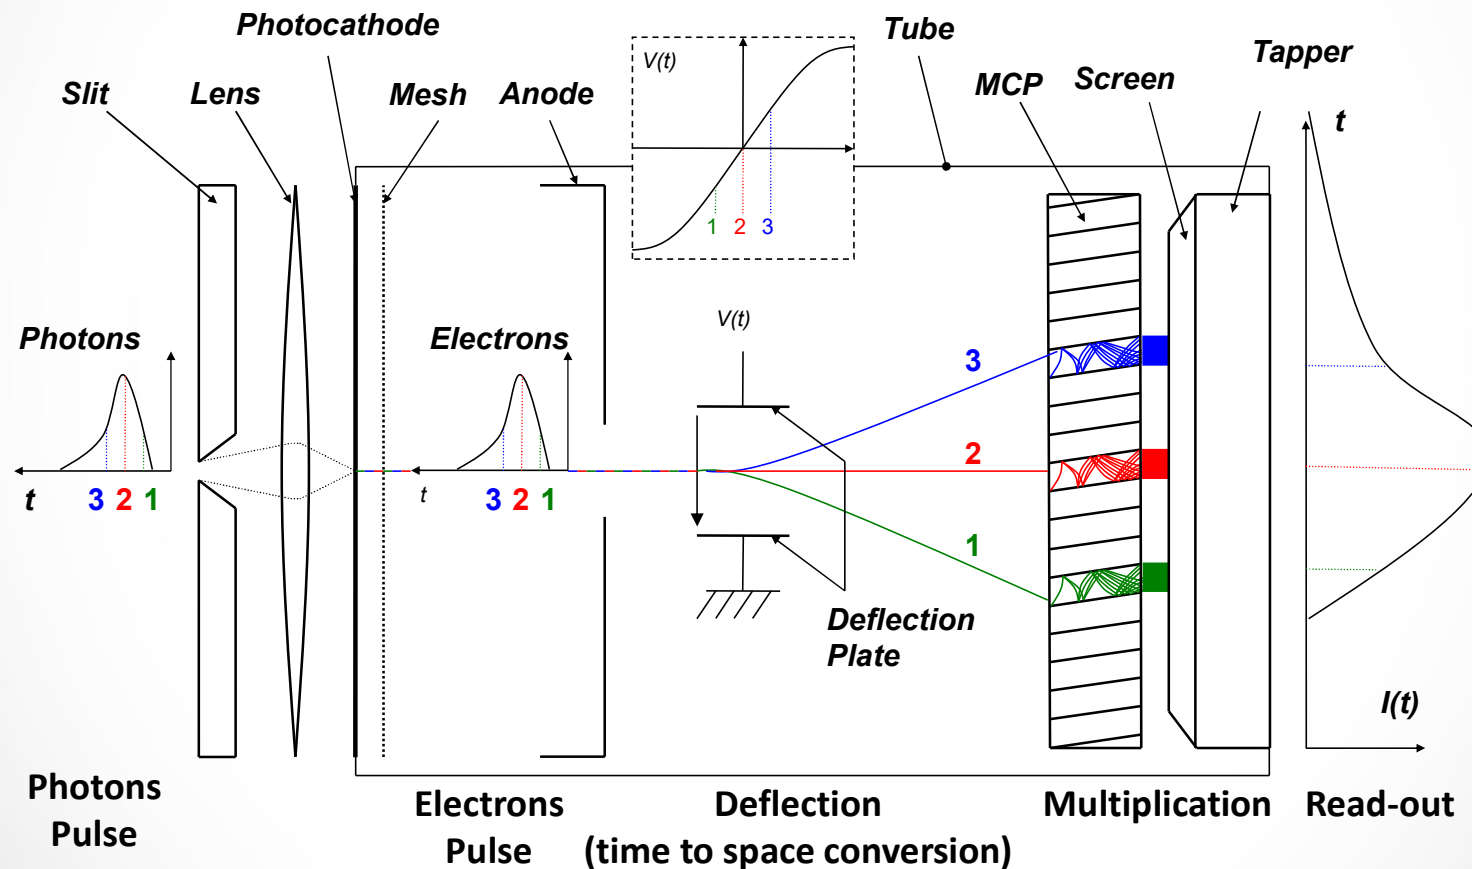 Photocathode
Tube
Tapper
Slit
Lens
Mesh
Anode
V(t)
MCP
Screen
t
1 2 3
Photons
Electrons
V(t)
3
2
1
t
3 2 1
t
3 2 1
Deflection
Plate
I(t)
Photons
Pulse
Electrons
Pulse
Deflection
(time to space conversion)
Multiplication
Read-out